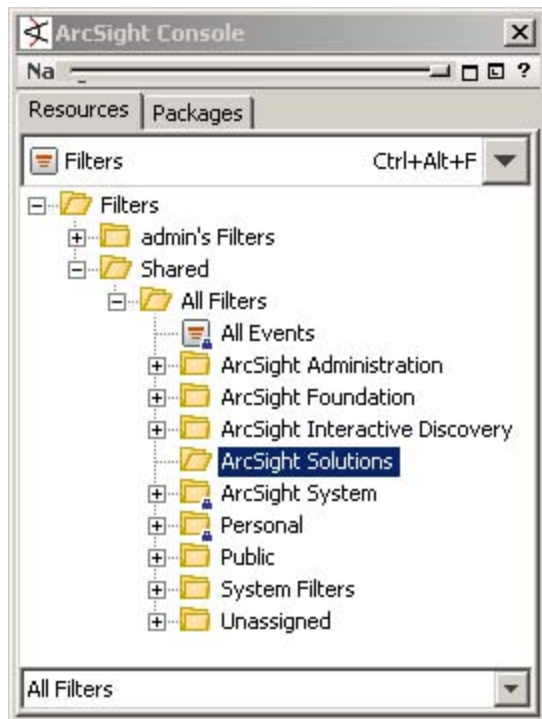 ArcSight Console
Na ?
Resources Packages
Filters Ctrl+Alt+F
Filters
admin's Filters
Shared
All Filters
All Events
ArcSight Administration
ArcSight Foundation
ArcSight Interactive Discovery
ArcSight Solutions
ArcSight System
Personal
Public
System Filters
Unassigned
All Filters